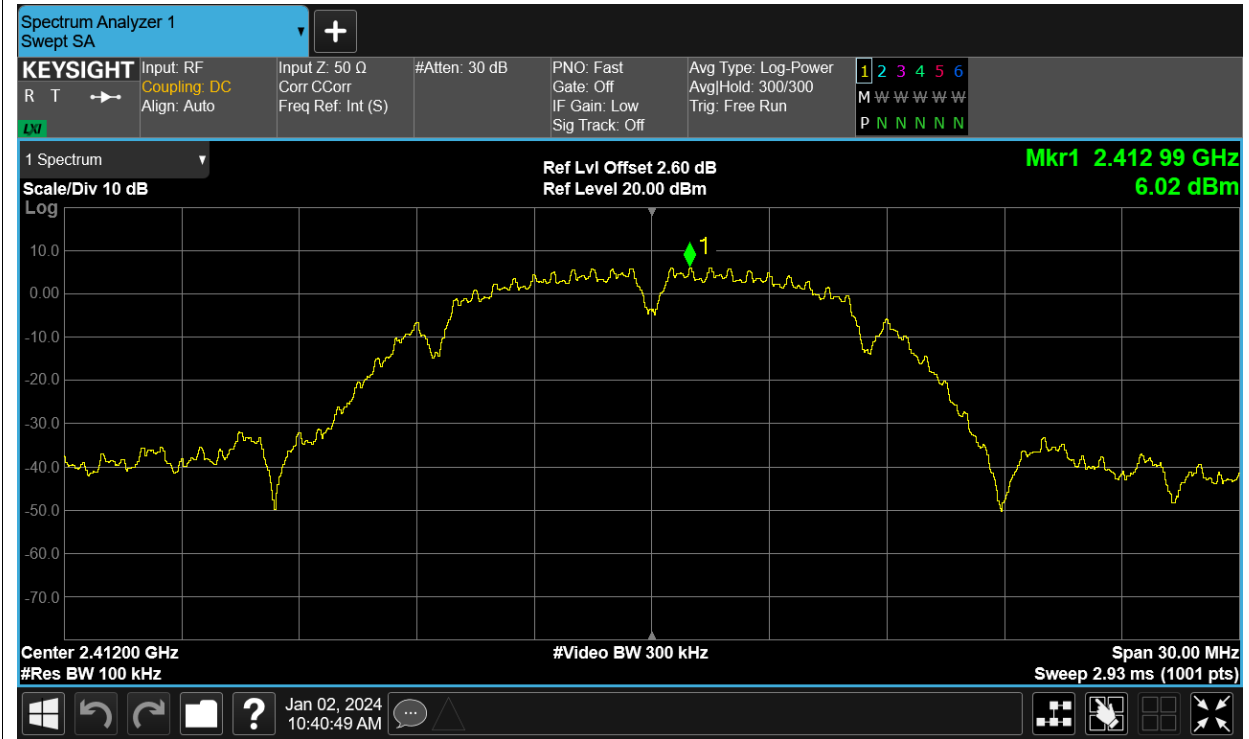 Spectrum Analyzer 1
Swept SA
+
KEYSIGHT
R T
LXI
Input: RF
Coupling: DC
Align: Auto
Input Z: 50 Ω
Corr CCorr
Freq Ref: Int (S)
#Atten: 30 dB
PNO: Fast
Gate: Off
IF Gain: Low
Sig Track: Off
Avg Type: Log-Power
Avg|Hold: 300/300
Trig: Free Run
1 2 3 4 5 6
M W W W W W
P N N N N N
1 Spectrum
Scale/Div 10 dB
Log
Ref Lvl Offset 2.60 dB
Ref Level 20.00 dBm
Mkr1 2.412 99 GHz
6.02 dBm
1
10.0
0.00
-10.0
-20.0
-30.0
-40.0
-50.0
-60.0
-70.0
Center 2.41200 GHz
#Res BW 100 kHz
#Video BW 300 kHz
Span 30.00 MHz
Sweep 2.93 ms (1001 pts)
?
Jan 02, 2024
10:40:49 AM